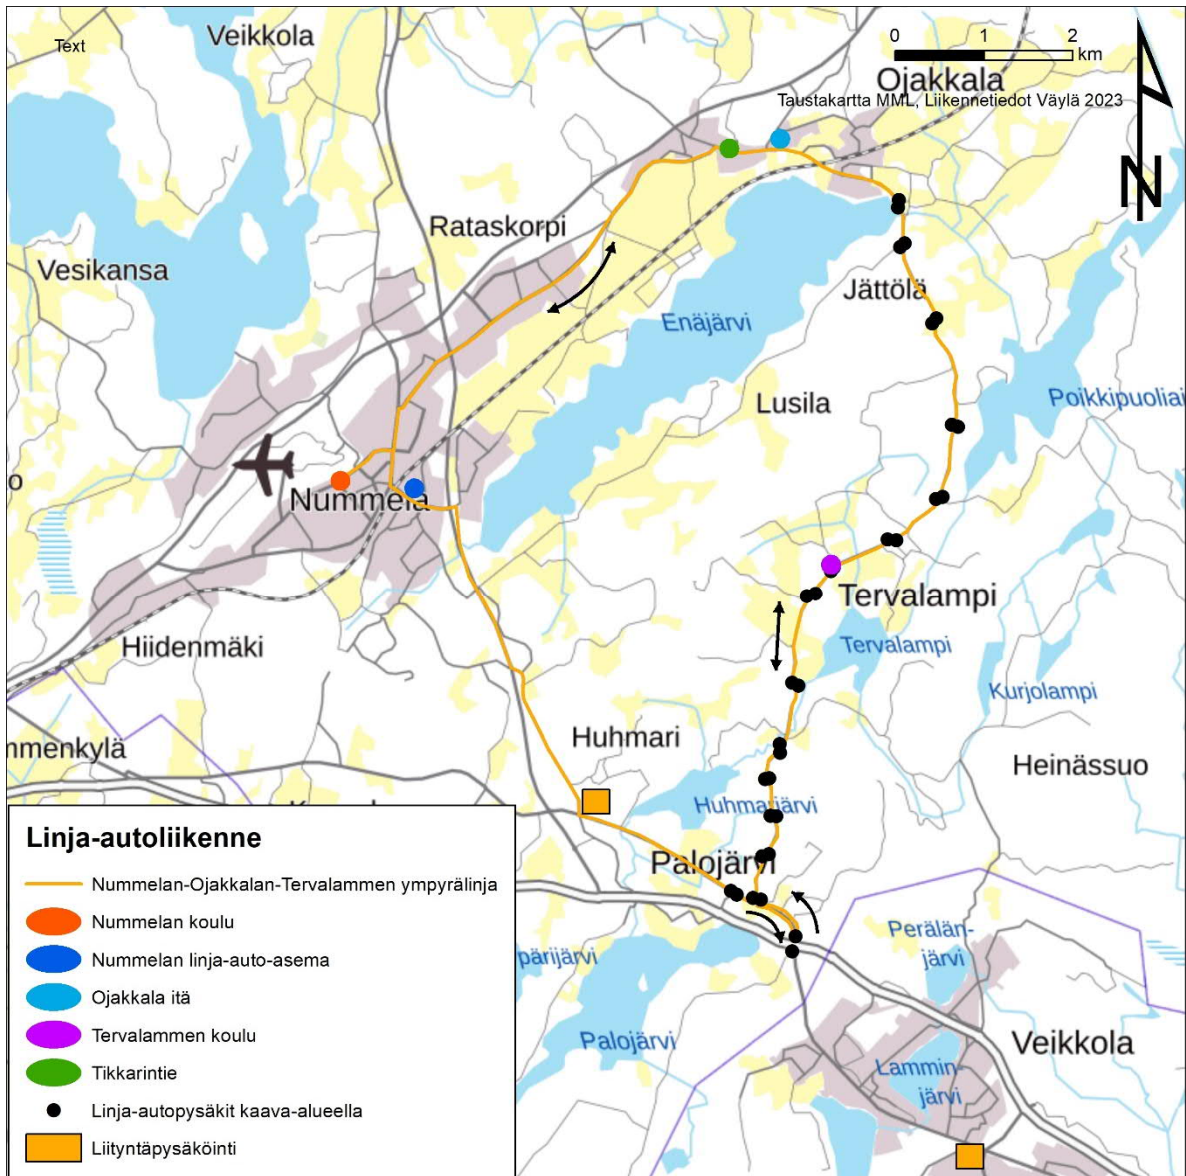 Veikkola
Text
0 1 2
km
Ojakkala
Taustakartta MML, Liikennetiedot Väylä 2023
N
Rataskorpi
Vesikansa
Jättölä
Enäjärvi
Lusila
Poikkipuoliai
o
Nummela
Tervalampi
Hiidenmäki
Tervalampi
Kurjolampi
Huhmari
mmenkylä
Heinässuo
Huhmarjärvi
Palojärvi
Linja-autoliikenne
Nummelan-Ojakkalan-Tervalammen ympyrälinja
Nummelan koulu
Nummelan linja-auto-asema
Ojakkala itä
Tervalammen koulu
Tikkarintie
Linja-autopysäkit kaava-alueella
Liityntäpysäköinti
Perälän-
järvi
pärijärvi
Palojärvi
Veikkola
Lammin-
järvi